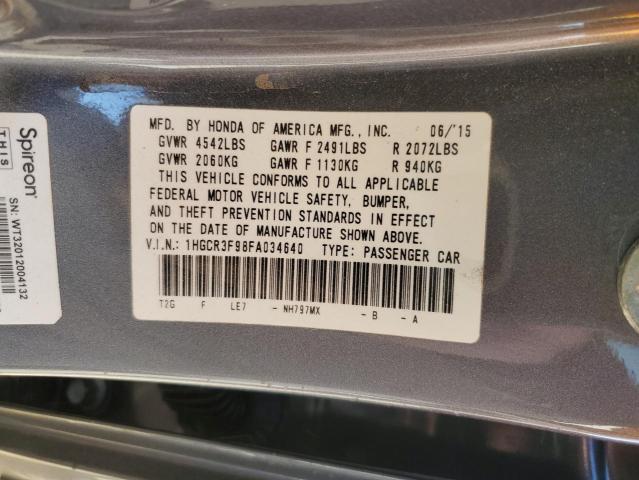 MFD. BY HONDA OF AMERICA MFG., INC. 06/'15
GVWR 4542LBS GAWR F 2491LBS R 2072LBS
GVWR 2060KG GAWR F 1130KG R 940KG
THIS VEHICLE CONFORMS TO ALL APPLICABLE
FEDERAL MOTOR VEHICLE SAFETY, BUMPER,
AND THEFT PREVENTION STANDARDS IN EFFECT
ON THE DATE OF MANUFACTURE SHOWN ABOVE.
V.I.N.: 1HGCR3F98FA034640 TYPE: PASSENGER CAR
T2G F LE7 - NH797MX - B - A
Spireon
THIS
SN: WT32012004132